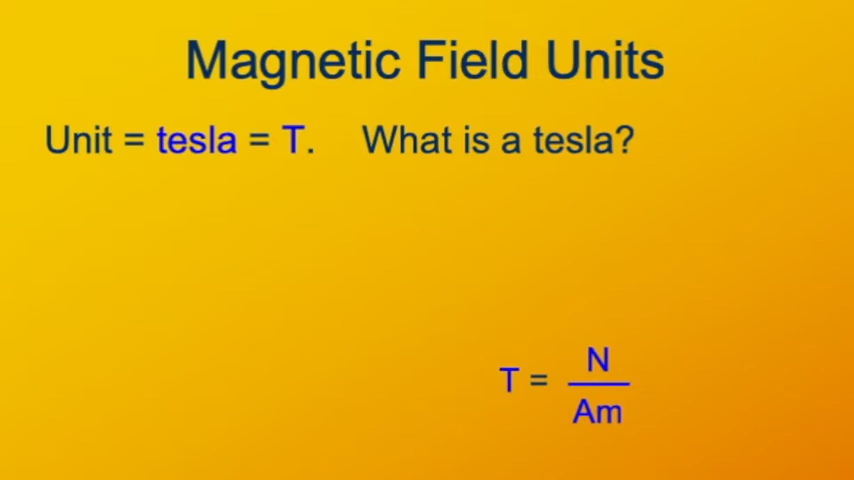 Magnetic Field Units
Unit = tesla = T. What is a tesla?
T = N
Am